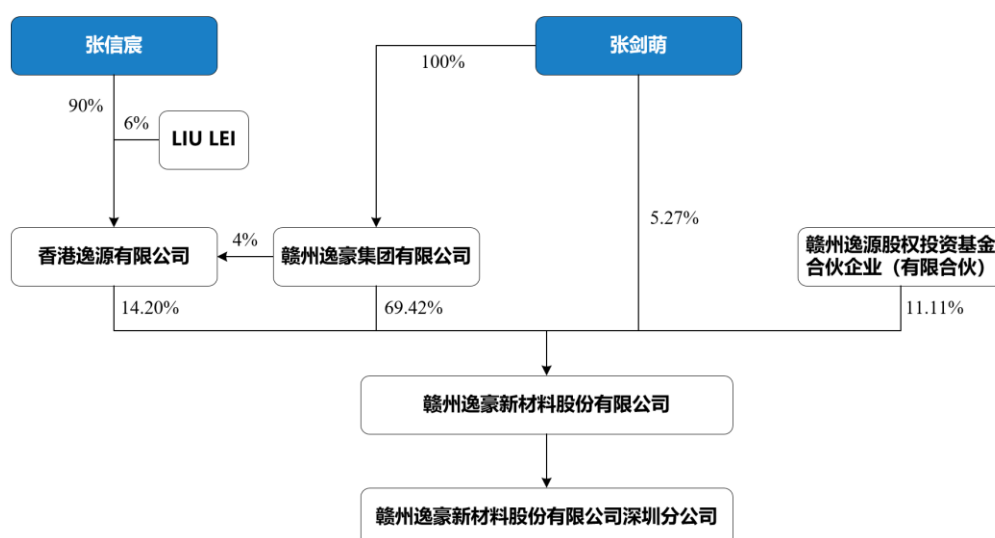 张信宸
张剑萌
100%
90%
6%
LIU LEI
5.27%
香港逸源有限公司
4%
赣州逸豪集团有限公司
赣州逸源股权投资基金
合伙企业（有限合伙）
14.20%
69.42%
11.11%
赣州逸豪新材料股份有限公司
赣州逸豪新材料股份有限公司深圳分公司